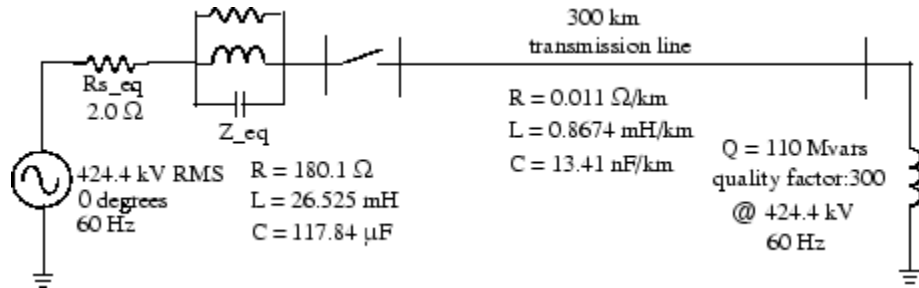 300 km
transmission line
Rs_eq
2.0 Ω
Z_eq
R = 0.011 Ω/km
L = 0.8674 mH/km
C = 13.41 nF/km
424.4 kV RMS
0 degrees
60 Hz
R = 180.1 Ω
L = 26.525 mH
C = 117.84 μF
Q = 110 Mvars
quality factor:300
@ 424.4 kV
60 Hz